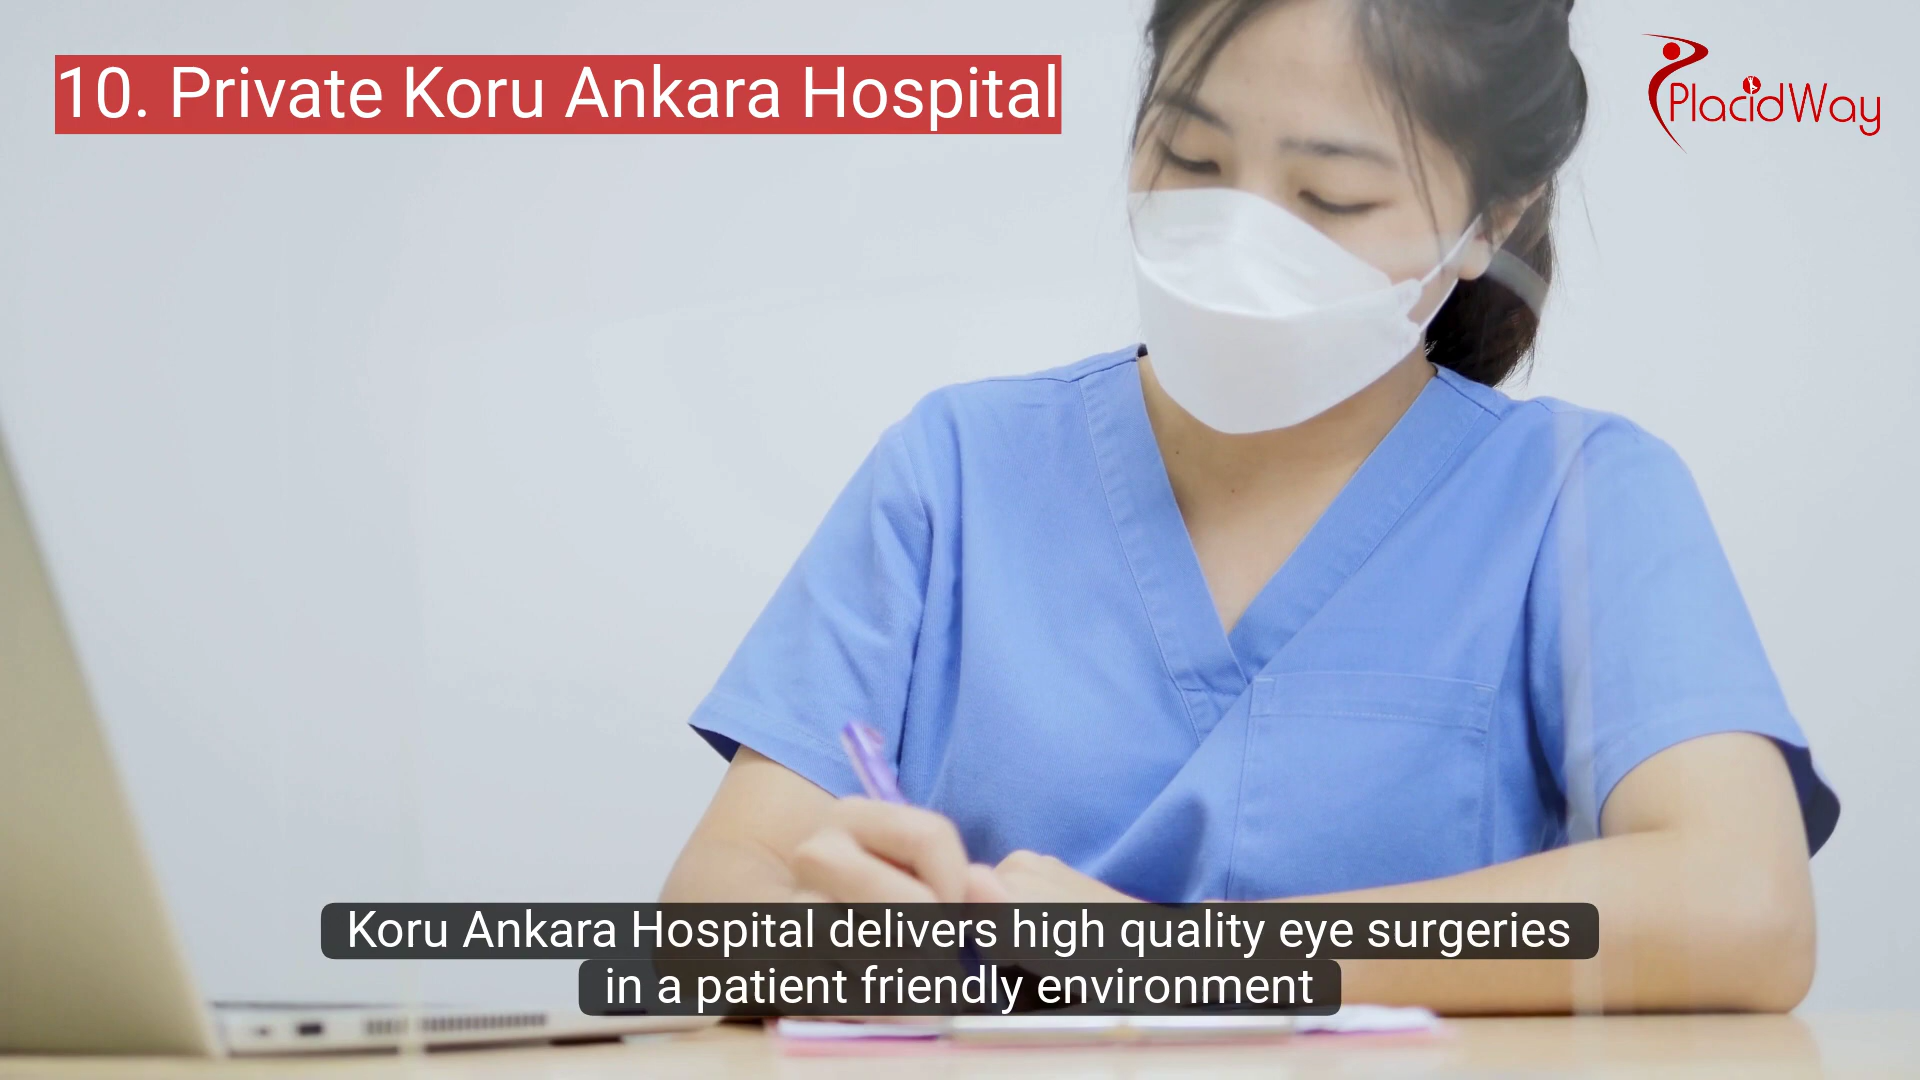 10. Private Koru Ankara Hospital
PlacidWay
Koru Ankara Hospital delivers high quality eye surgeries
in a patient friendly environment